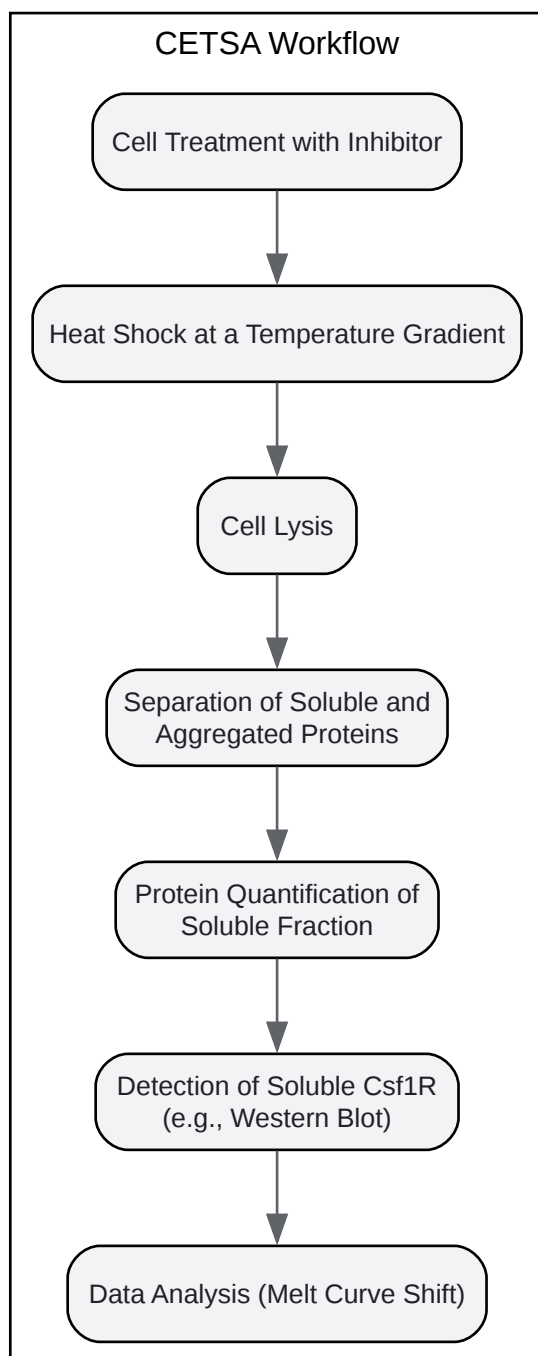 CETSA Workflow
Cell Treatment with Inhibitor
Heat Shock at a Temperature Gradient
Cell Lysis
Separation of Soluble and
Aggregated Proteins
Protein Quantification of
Soluble Fraction
Detection of Soluble Csf1R
(e.g., Western Blot)
Data Analysis (Melt Curve Shift)